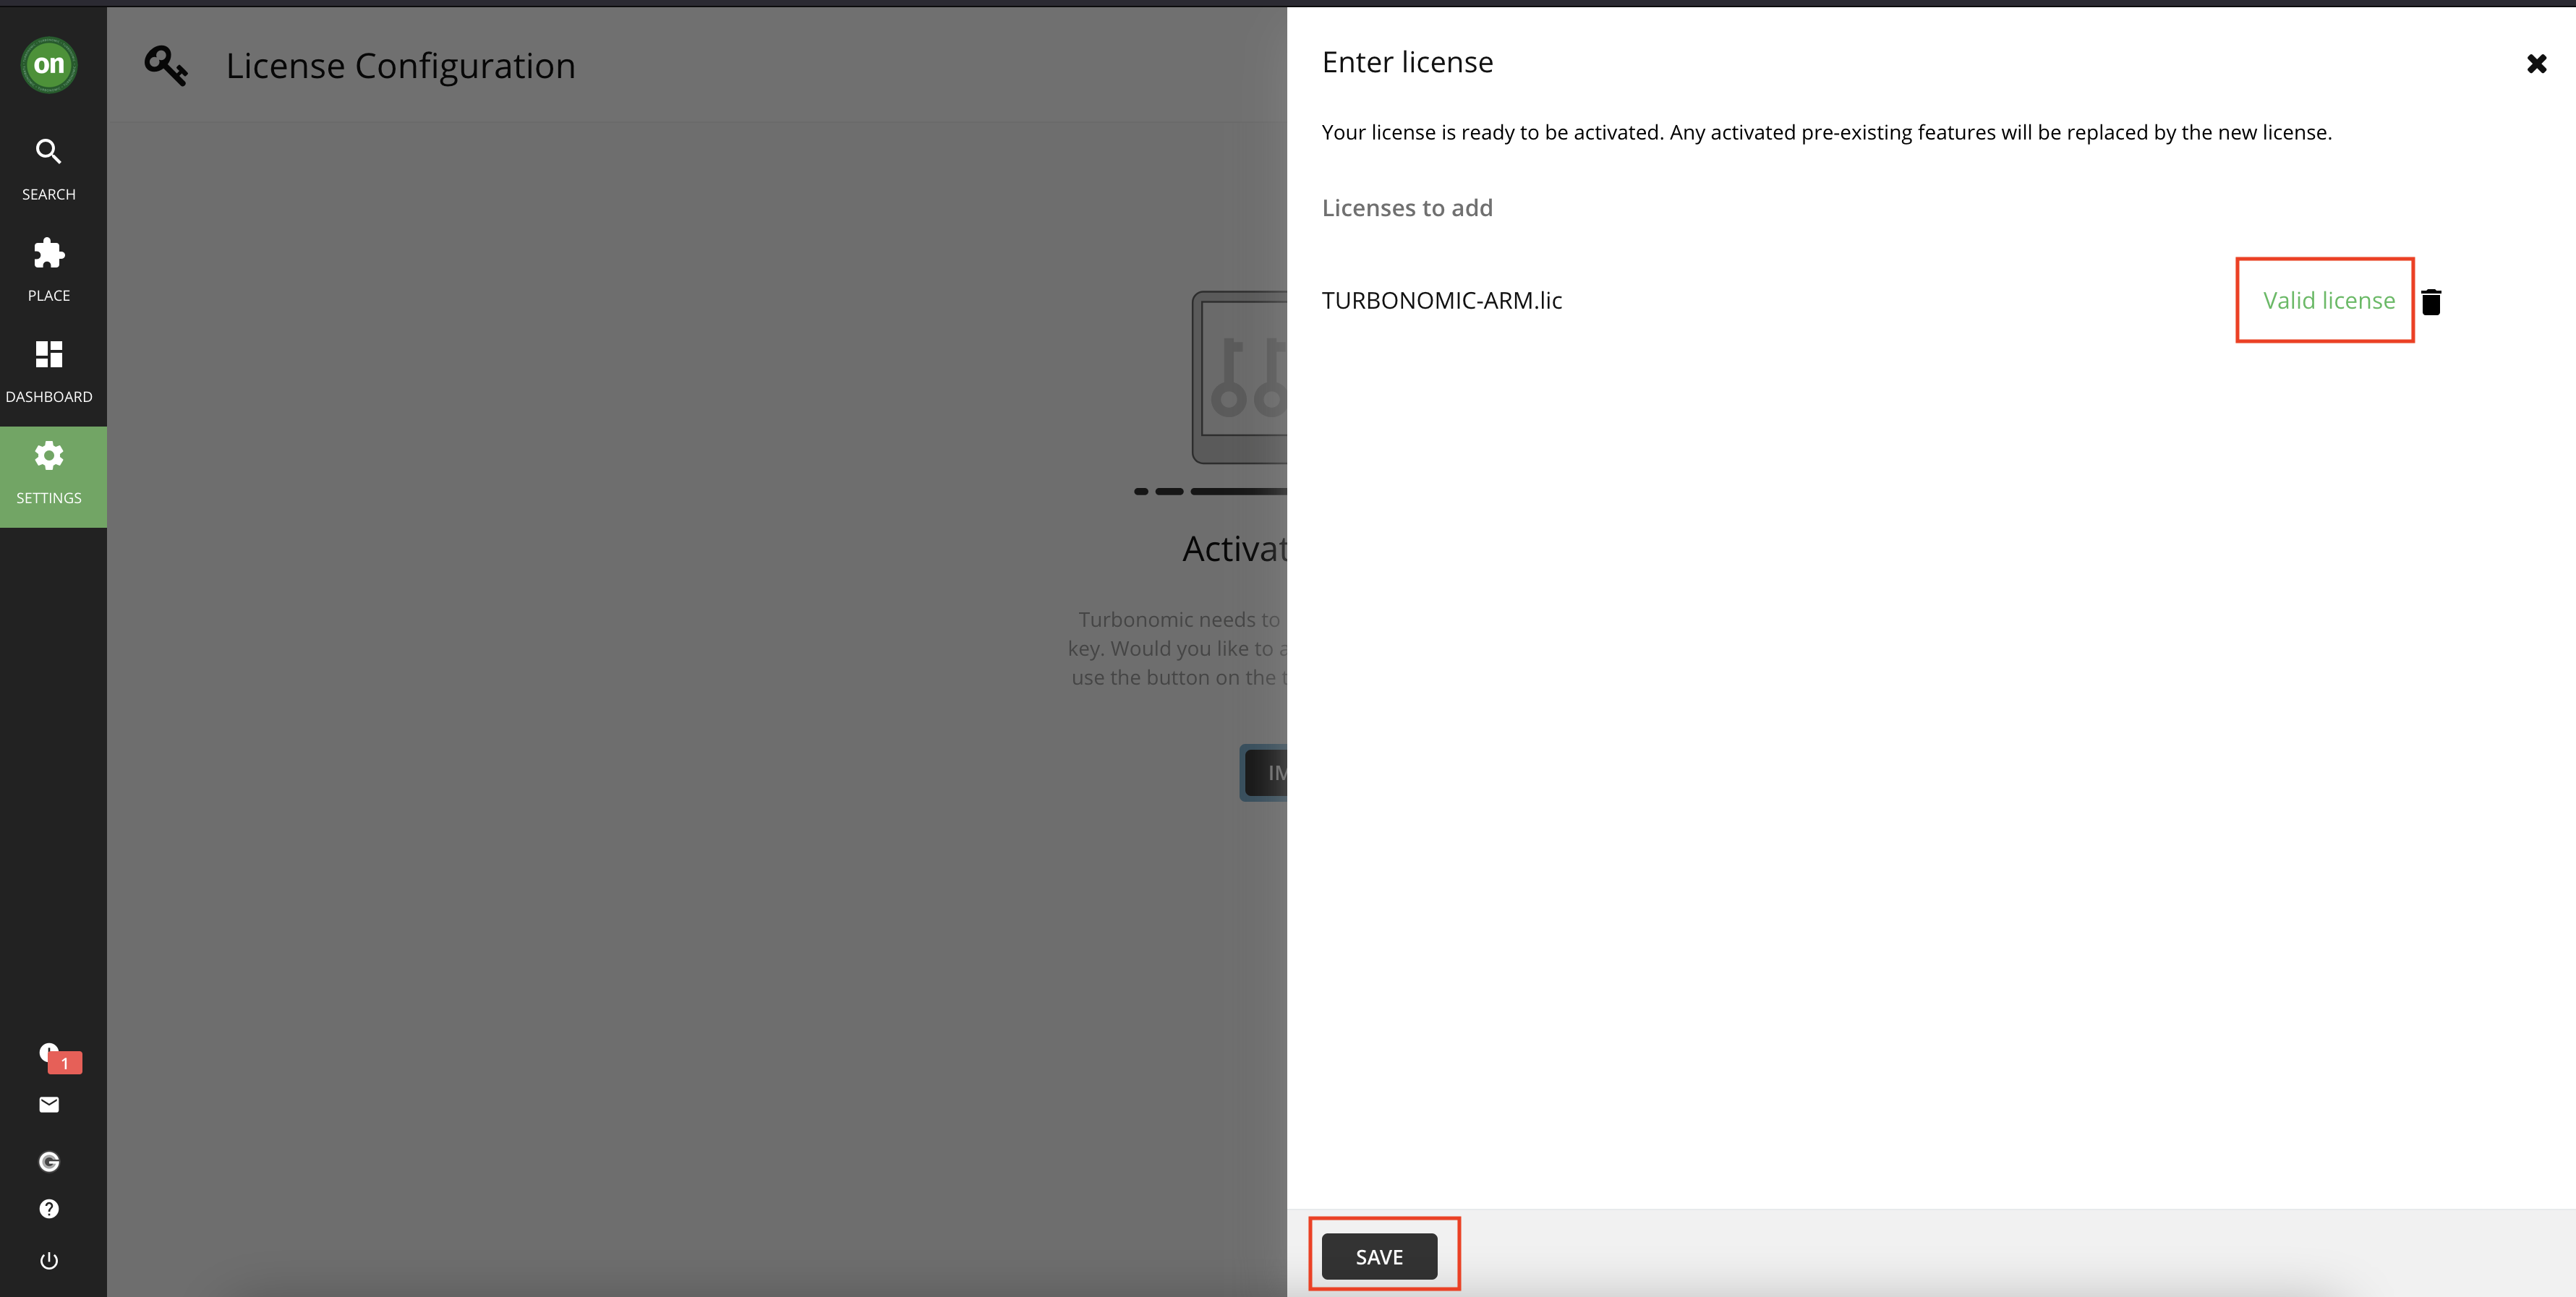 on
SEARCH
PLACE
DASHBOARD
SETTINGS
1
License Configuration
Turbonomic needs to
key. Would you like to
use the button on the
Enter license
Your license is ready to be activated. Any activated pre-existing features will be replaced by the new license.
Licenses to add
TURBONOMIC-ARM.lic
Valid license
SAVE